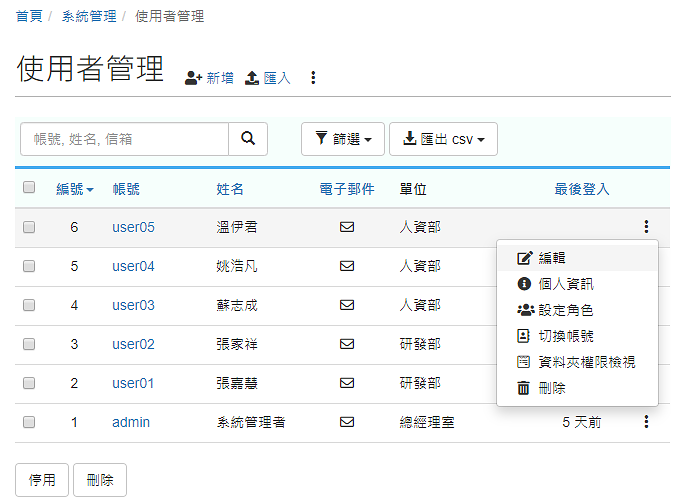 首頁 / 系統管理 / 使用者管理
使用者管理 新增 匯入
帳號, 姓名, 信箱 篩選 匯出 csv
編號 帳號 姓名 電子郵件 單位 最後登入
6 user05 溫伊君 人資部
5 user04 姚浩凡 人資部
4 user03 蘇志成 人資部
3 user02 張家祥 研發部
2 user01 張嘉慧 研發部
1 admin 系統管理者 總經理室 5 天前
編輯
個人資訊
設定角色
切換帳號
資料夾權限檢視
刪除
停用 刪除